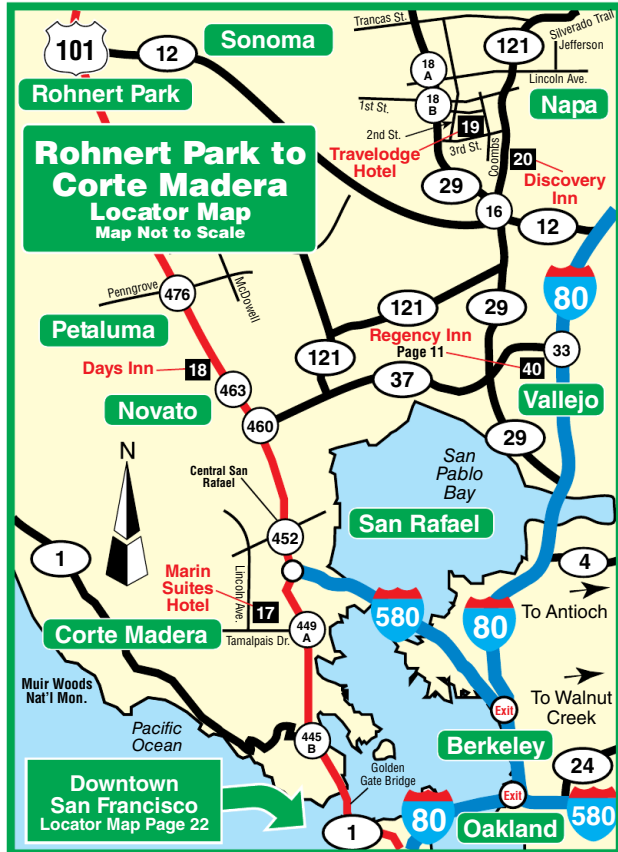 Trancas St.
Silverado Trail
Jefferson
101
12
Sonoma
121
18
A
Lincoln Ave.
Rohnert Park
18
B
1st St.
Napa
2nd St.
19
3rd St.
Coombs
Travelodge
Hotel
20
Discovery
Inn
Rohnert Park to
Corte Madera
Locator Map
Map Not to Scale
29
16
12
80
Penngrove
476
McDowell
121
29
Petaluma
Regency Inn
Page 11
33
Days Inn
18
121
40
37
463
Vallejo
Novato
460
29
N
Central San
Rafael
San
Pablo
Bay
San Rafael
452
1
4
Marin
Suites
Hotel
Lincoln Ave.
17
580
80
To Antioch
449
A
Corte Madera
Tamalpais Dr.
Muir Woods
Nat'l Mon.
To Walnut
Creek
Exit
Pacific
Ocean
445
B
Berkeley
Golden
Gate Bridge
24
Downtown
San Francisco
Locator Map Page 22
Exit
1
80
Oakland
580